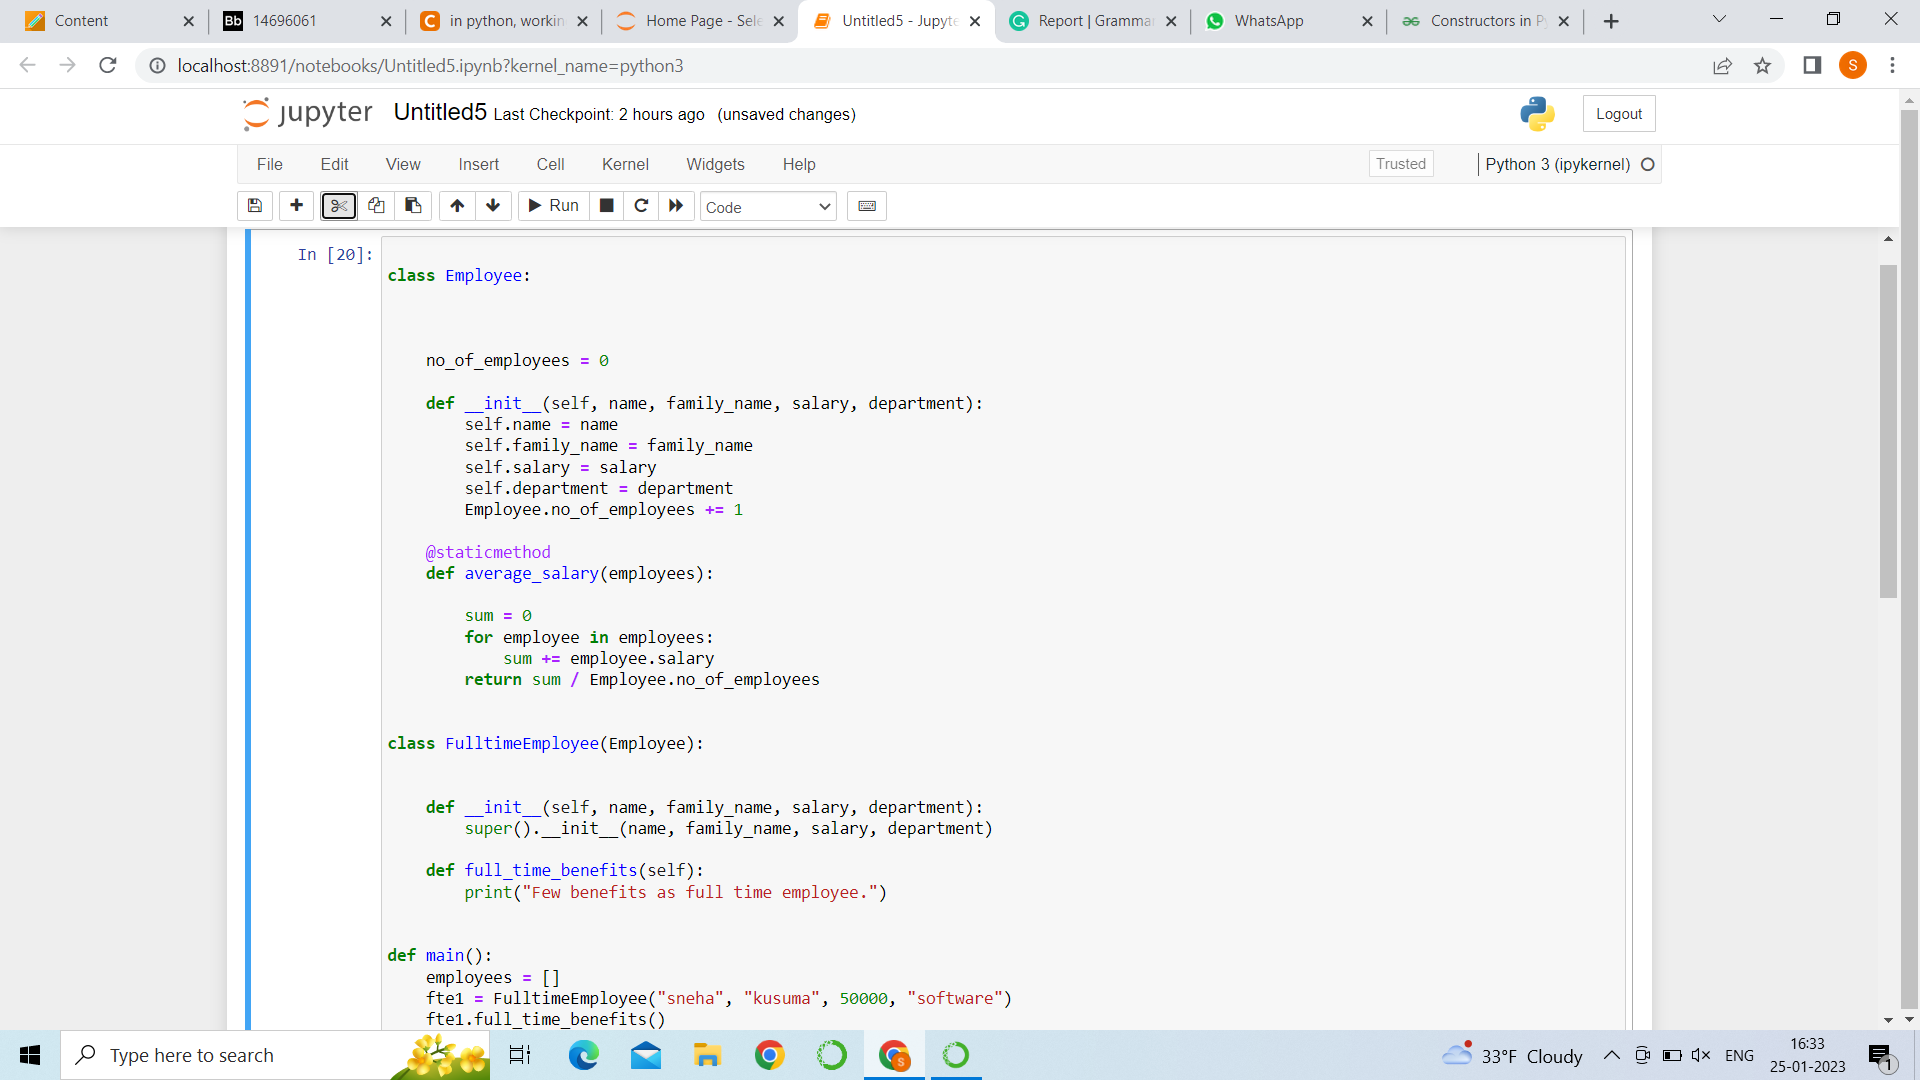 Content
14696061
in python, workin
Home Page - Sele
Untitled5 - Jupyte
Report | Gramma
WhatsApp
Constructors in Py
localhost:8891/notebooks/Untitled5.ipynb?kernel_name=python3
S
jupyter Untitled5 Last Checkpoint: 2 hours ago (unsaved changes)
Logout
File Edit View Insert Cell Kernel Widgets Help
Trusted
Python 3 (ipykernel)
Run
Code
In [20]:
class Employee:
no_of_employees = 0
def __init__(self, name, family_name, salary, department):
self.name = name
self.family_name = family_name
self.salary = salary
self.department = department
Employee.no_of_employees += 1
@staticmethod
def average_salary(employees):
sum = 0
for employee in employees:
sum += employee.salary
return sum / Employee.no_of_employees
class FulltimeEmployee(Employee):
def __init__(self, name, family_name, salary, department):
super().__init__(name, family_name, salary, department)
def full_time_benefits(self):
print("Few benefits as full time employee.")
def main():
employees = []
fte1 = FulltimeEmployee("sneha", "kusuma", 50000, "software")
fte1.full_time_benefits()
Type here to search
33°F Cloudy
ENG
16:33
25-01-2023
1